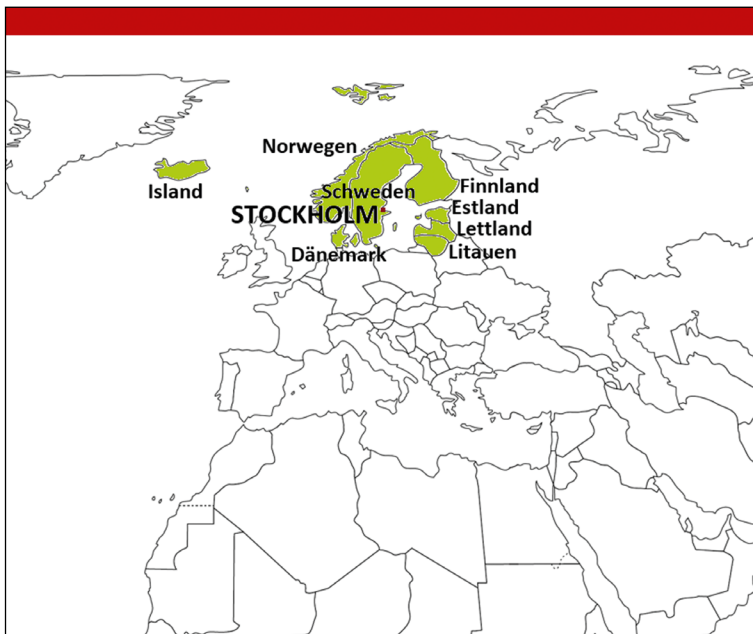 Norwegen
Island
Schweden
Finnland
STOCKHOLM
Estland
Lettland
Dänemark
Litauen